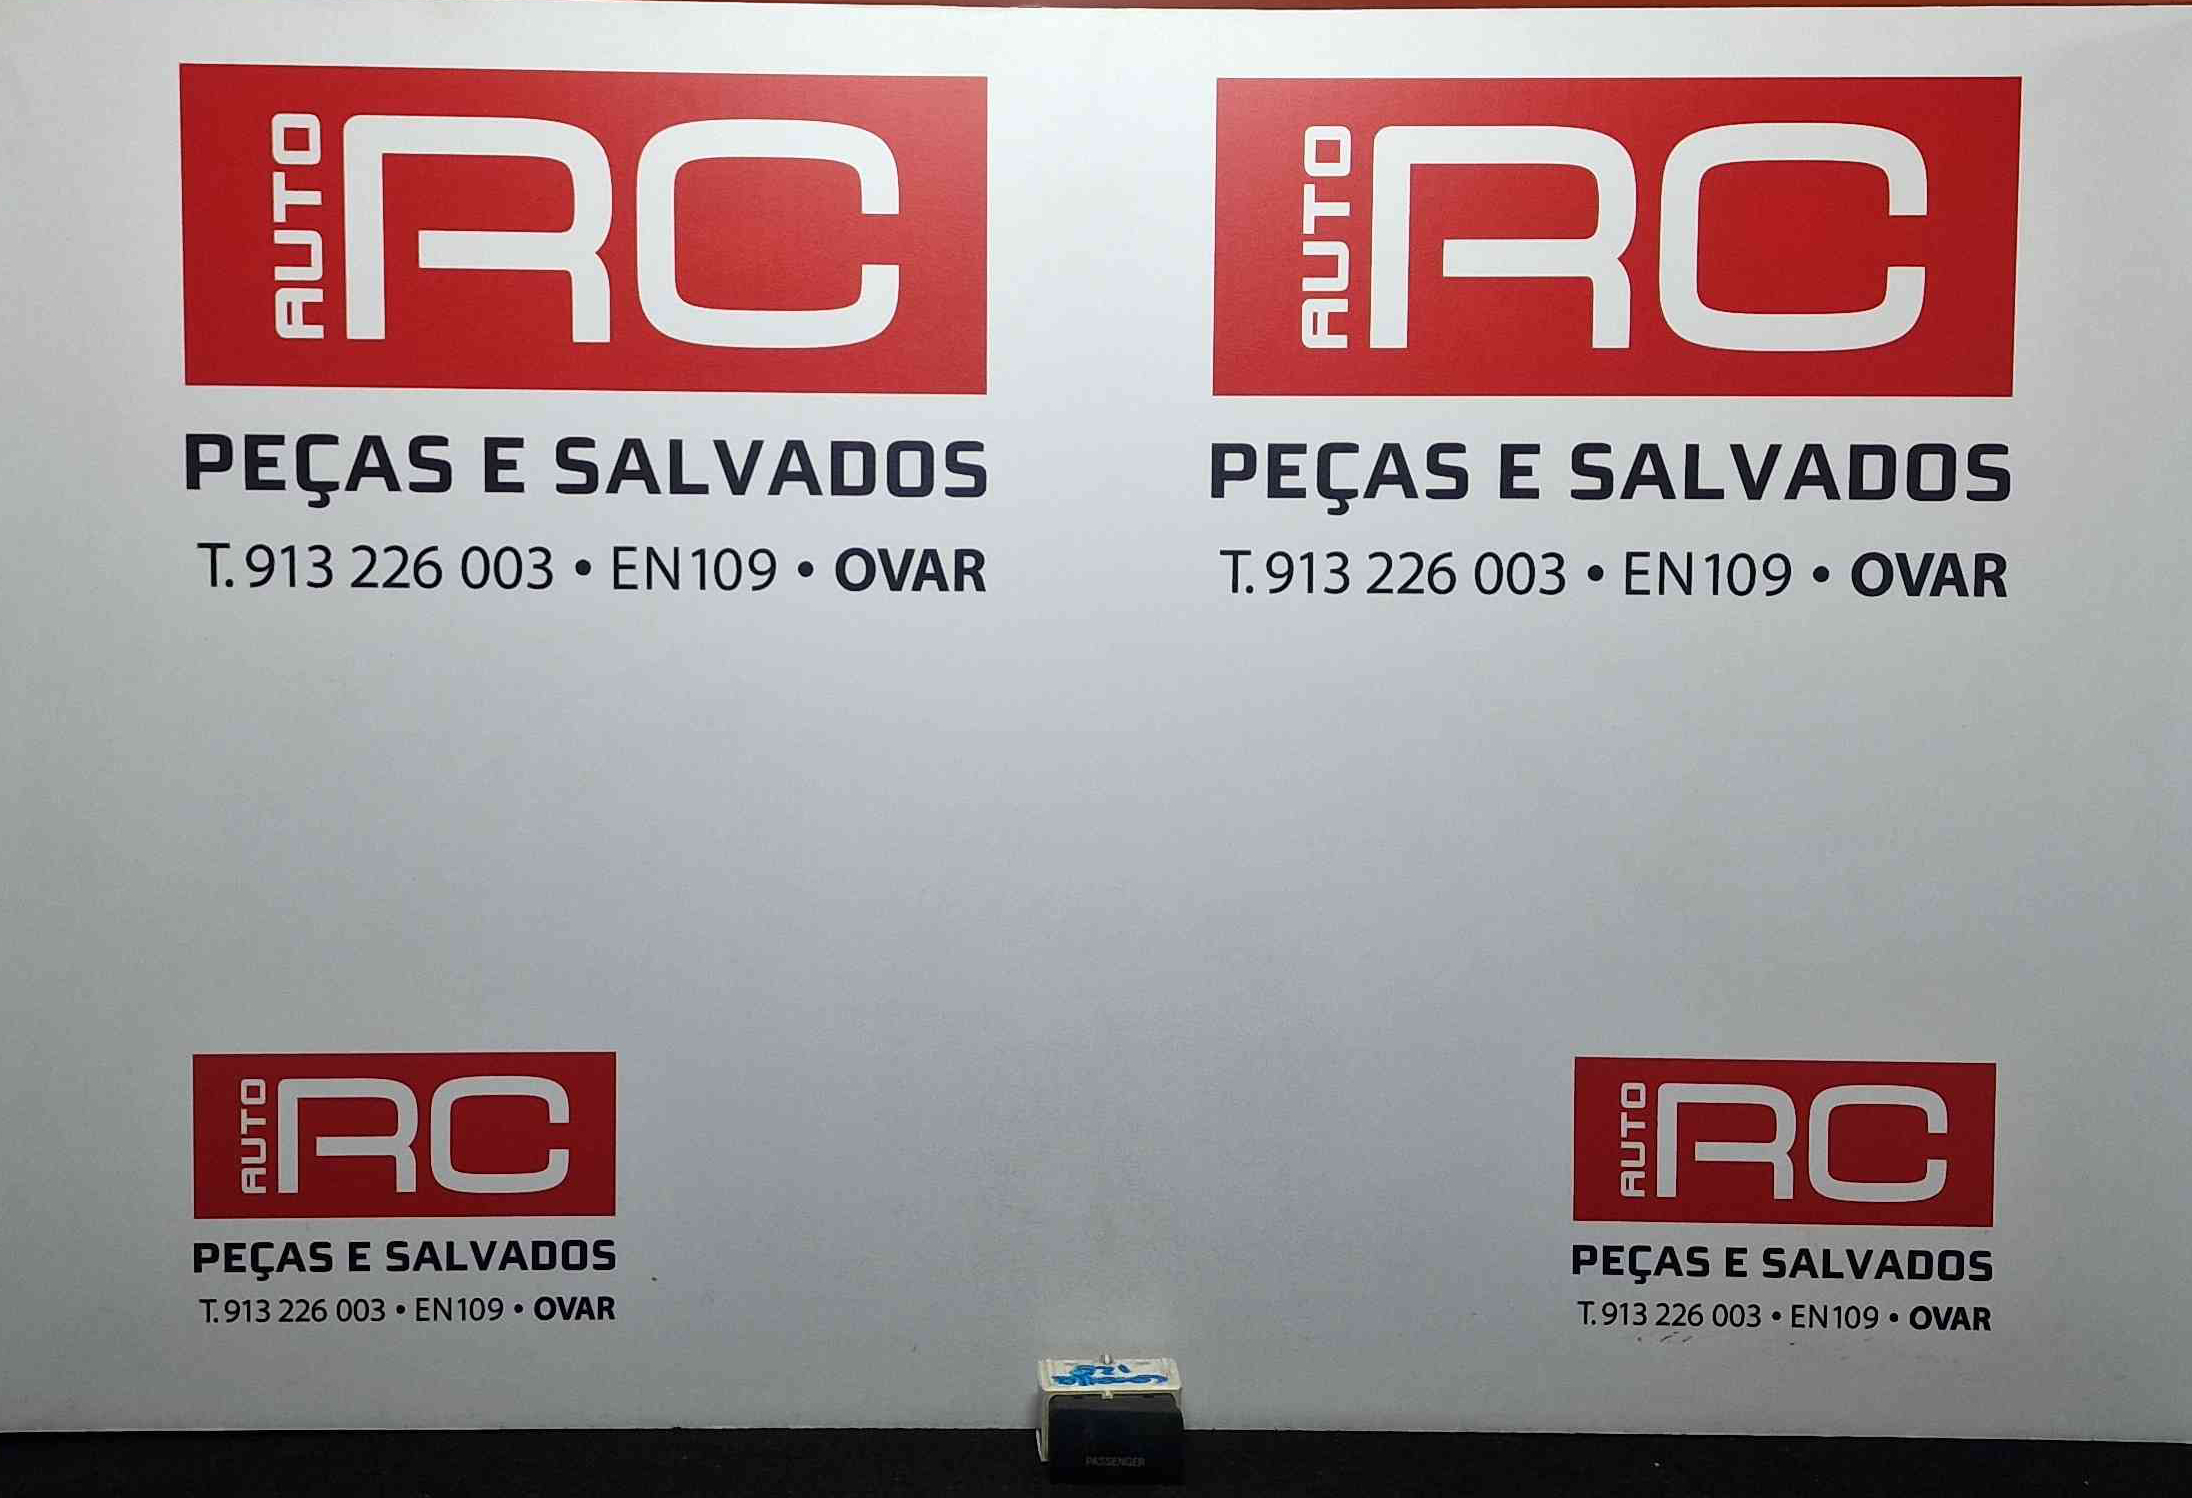 AUTO RC
PEÇAS E SALVADOS
T. 913 226 003 • EN109 • OVAR
AUTO RC
PEÇAS E SALVADOS
T. 913 226 003 • EN109 • OVAR
AUTO RC
PEÇAS E SALVADOS
T. 913 226 003 • EN109 • OVAR
AUTO RC
PEÇAS E SALVADOS
T. 913 226 003 • EN109 • OVAR
PASSENGER